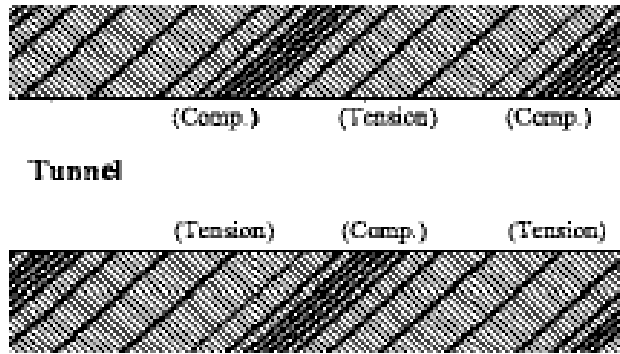 (Comp.) (Tension) (Comp.)
Tunnel
(Tension) (Comp.) (Tension)